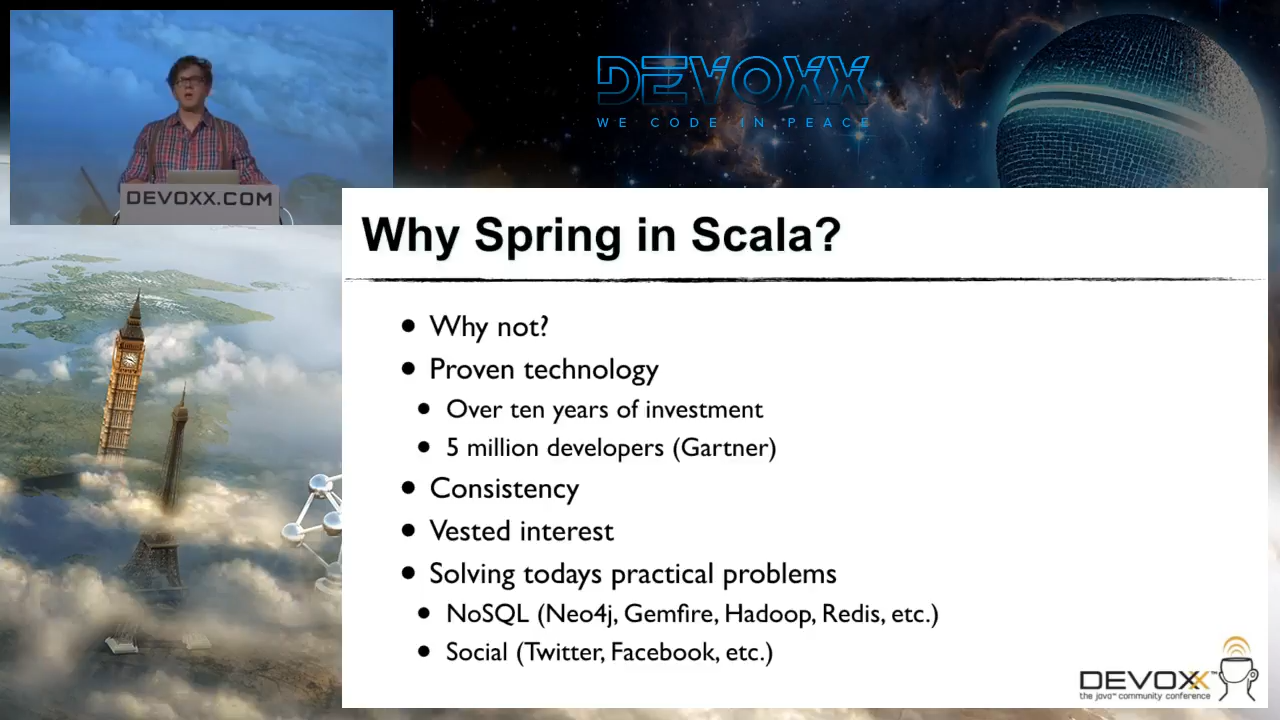 DEVOXX
WE CODE IN PEACE
DEVOXX.COM
Why Spring in Scala?
Why not?
Proven technology
Over ten years of investment
5 million developers (Gartner)
Consistency
Vested interest
Solving todays practical problems
NoSQL (Neo4j, Gemfire, Hadoop, Redis, etc.)
Social (Twitter, Facebook, etc.)
DEVOXX™
the java™ community conference